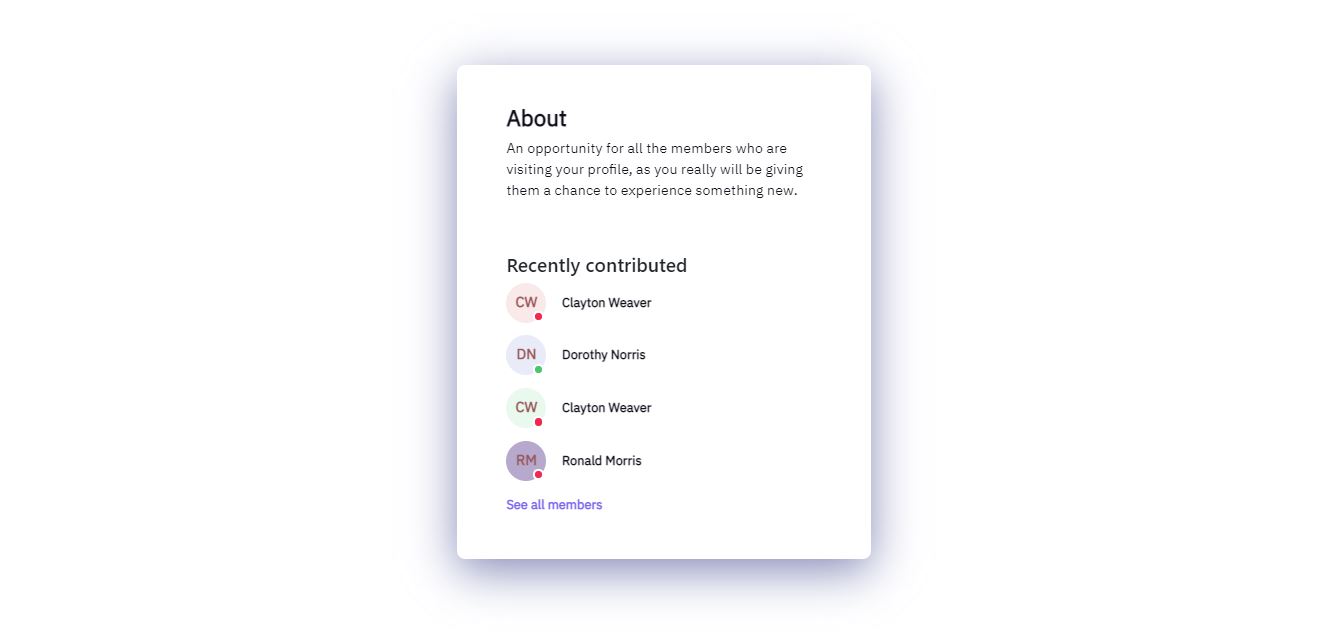 About
An opportunity for all the members who are
visiting your profile, as you really will be giving
them a chance to experience something new.
Recently contributed
CW Clayton Weaver
DN Dorothy Norris
CW Clayton Weaver
RM Ronald Morris
See all members